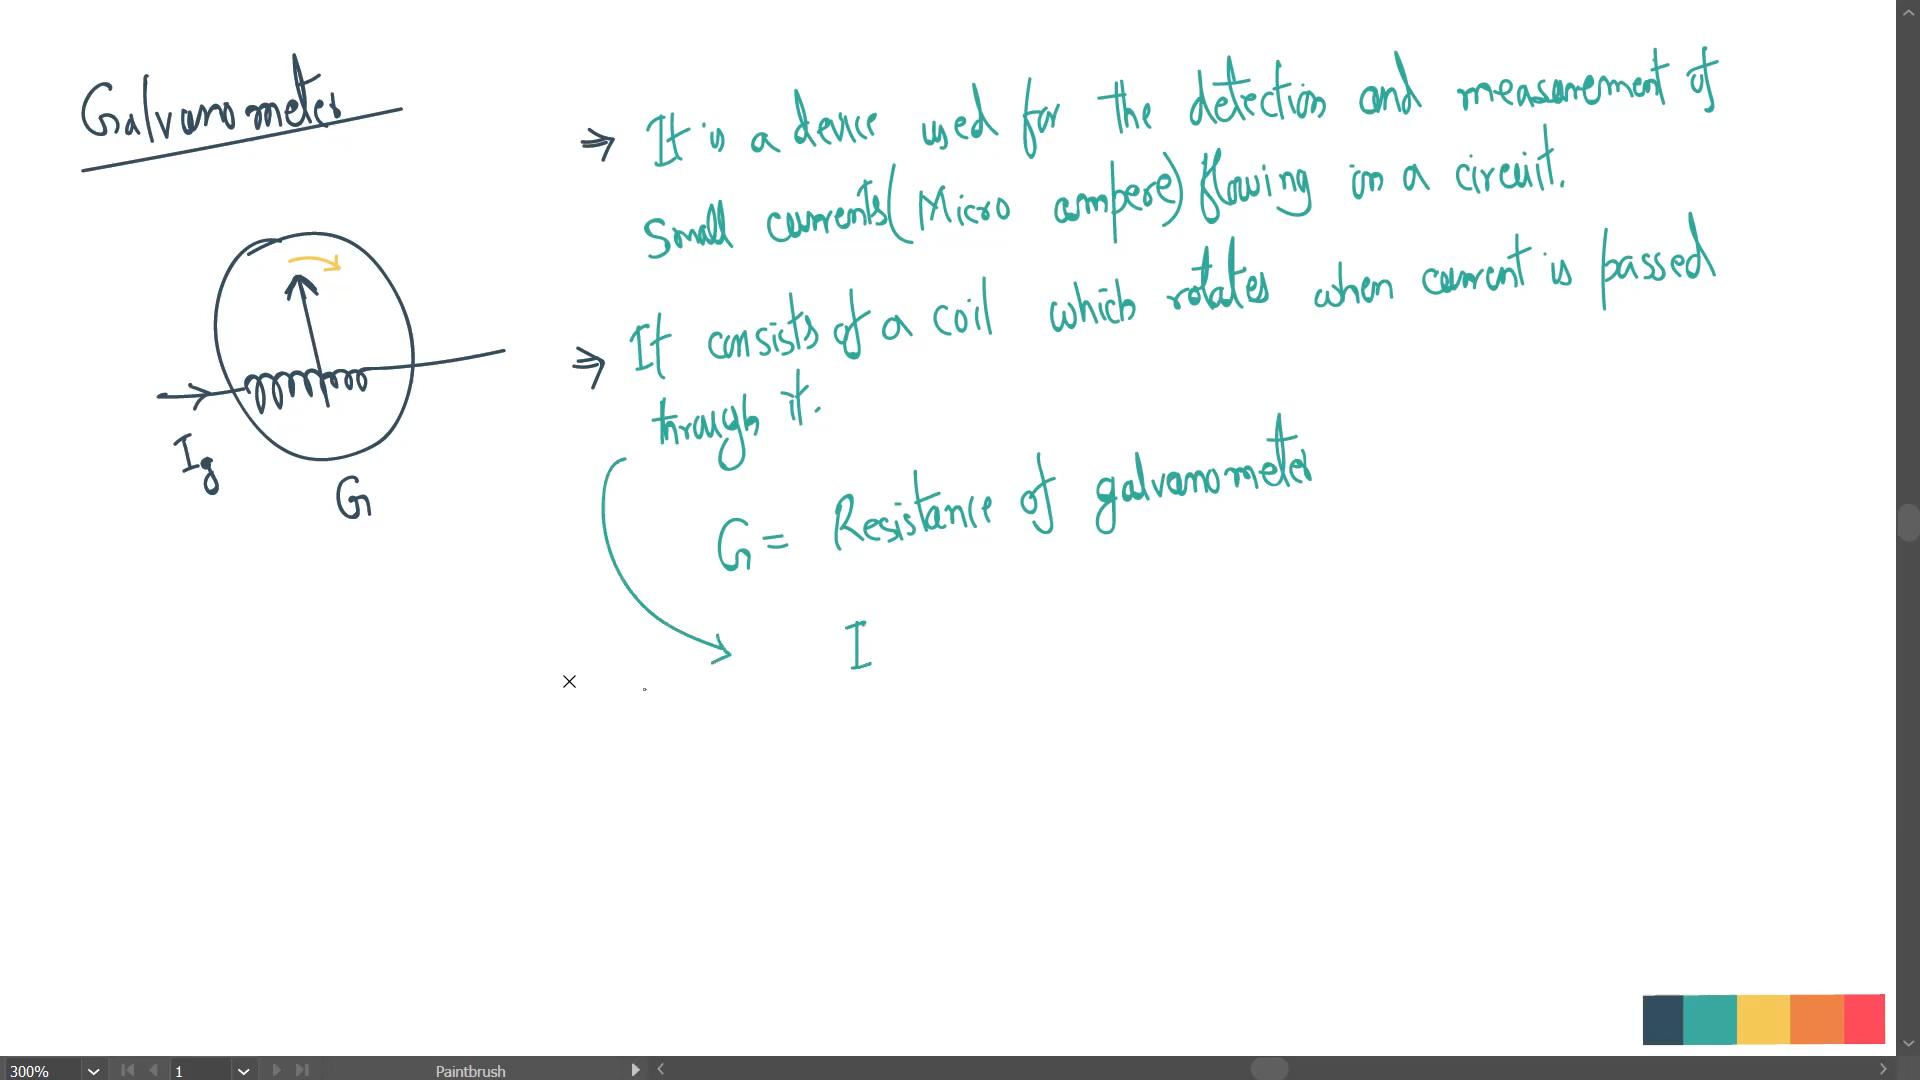 Galvanometer
⇒ It is a device used for the detection and measurement of
small currents (Micro ampere) flowing in a circuit.
⇒ It consists of a coil which rotates when current is passed
through it.
Ig
G
G = Resistance of galvanometer
I
300%
1
Paintbrush